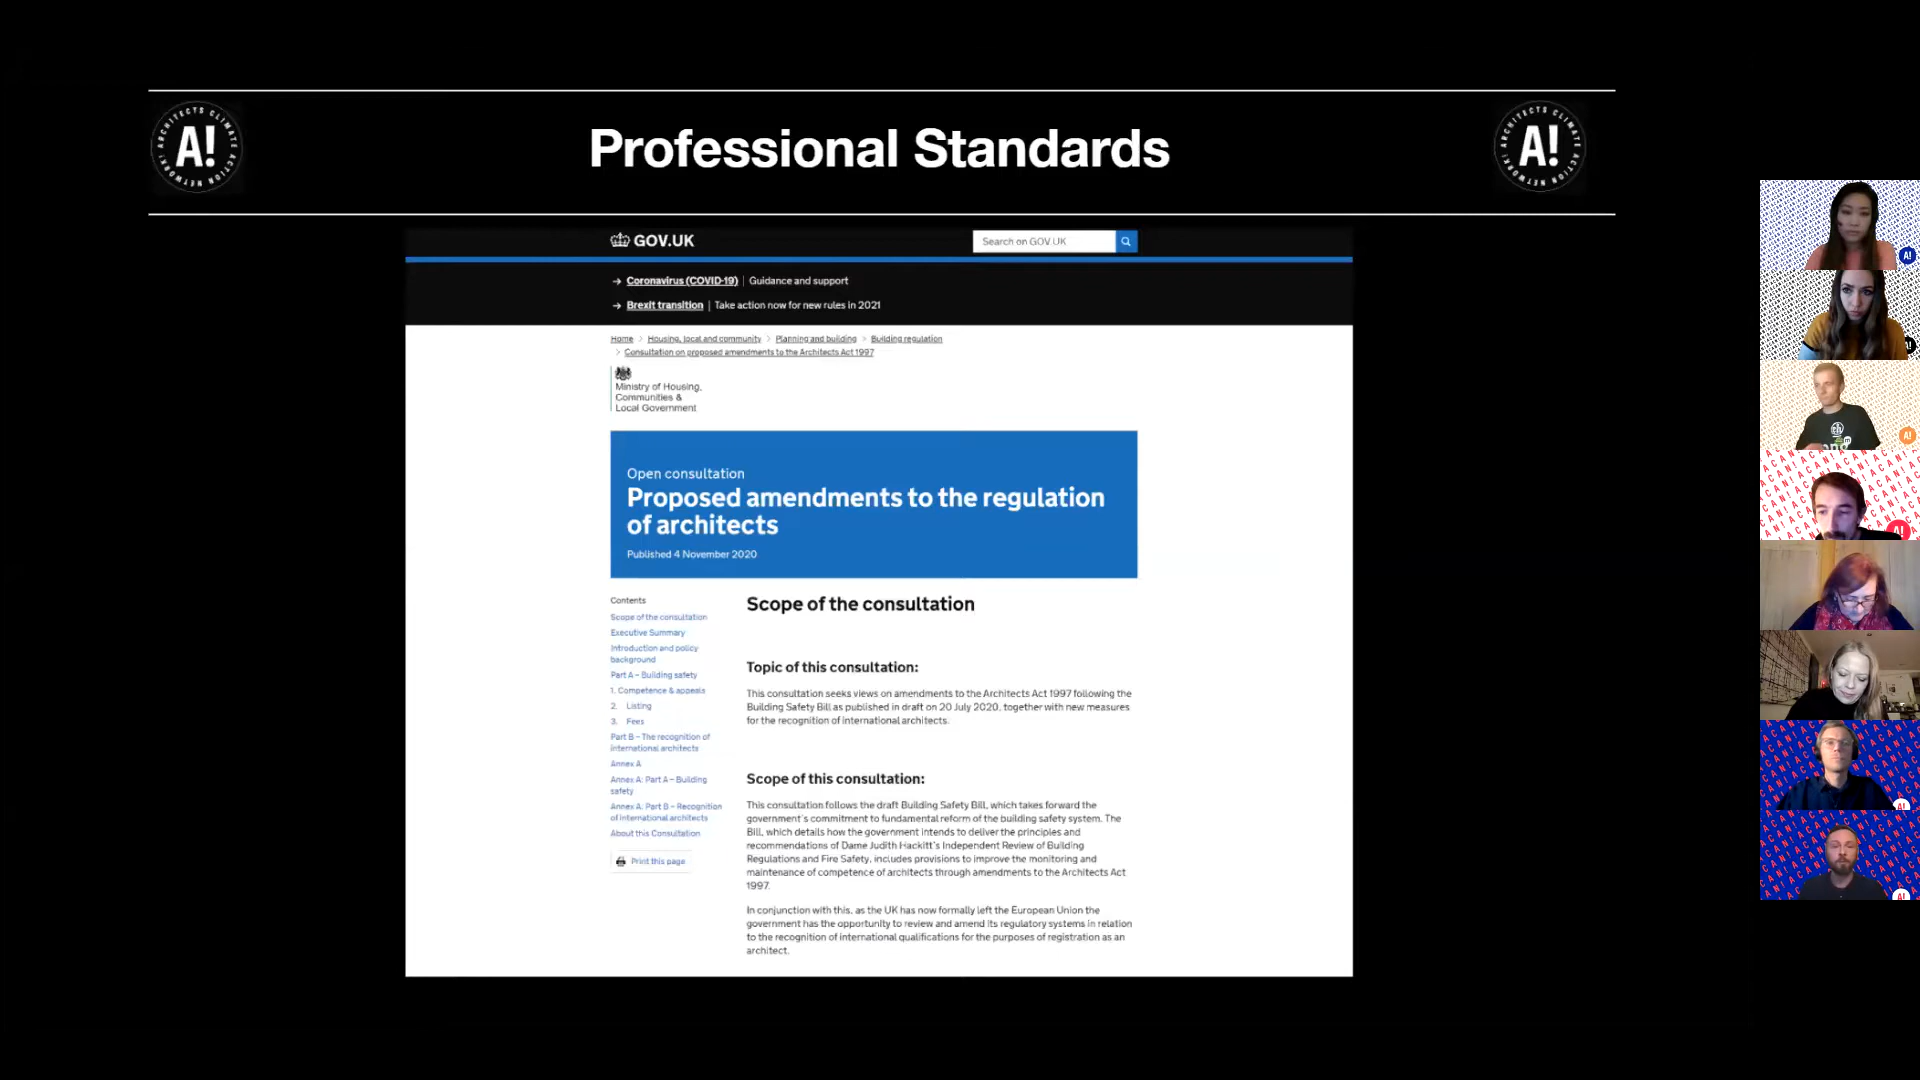 ARCHITECTS CLIMATE ACTION NETWORK!
A!
Professional Standards
ARCHITECTS CLIMATE ACTION NETWORK!
A!
GOV.UK
Search on GOV.UK
→ Coronavirus (COVID-19) | Guidance and support
→ Brexit transition | Take action now for new rules in 2021
Home > Housing, local and community > Planning and building > Building regulation
> Consultation on proposed amendments to the Architects Act 1997
Ministry of Housing,
Communities &
Local Government
Open consultation
Proposed amendments to the regulation
of architects
Published 4 November 2020
Contents
Scope of the consultation
Executive Summary
Introduction and policy
background
Part A – Building safety
1. Competence & appeals
2. Listing
3. Fees
Part B – The recognition of
international architects
Annex A
Annex A: Part A – Building
safety
Annex A: Part B – Recognition
of international architects
About this Consultation
Print this page
Scope of the consultation
Topic of this consultation:
This consultation seeks views on amendments to the Architects Act 1997 following the
Building Safety Bill as published in draft on 20 July 2020, together with new measures
for the recognition of international architects.
Scope of this consultation:
This consultation follows the draft Building Safety Bill, which takes forward the
government's commitment to fundamental reform of the building safety system. The
Bill, which details how the government intends to deliver the principles and
recommendations of Dame Judith Hackitt's Independent Review of Building
Regulations and Fire Safety, includes provisions to improve the monitoring and
maintenance of competence of architects through amendments to the Architects Act
1997.
In conjunction with this, as the UK has now formally left the European Union the
government has the opportunity to review and amend its regulatory systems in relation
to the recognition of international qualifications for the purposes of registration as an
architect.
A!
A!
A!
A!
A!
A!